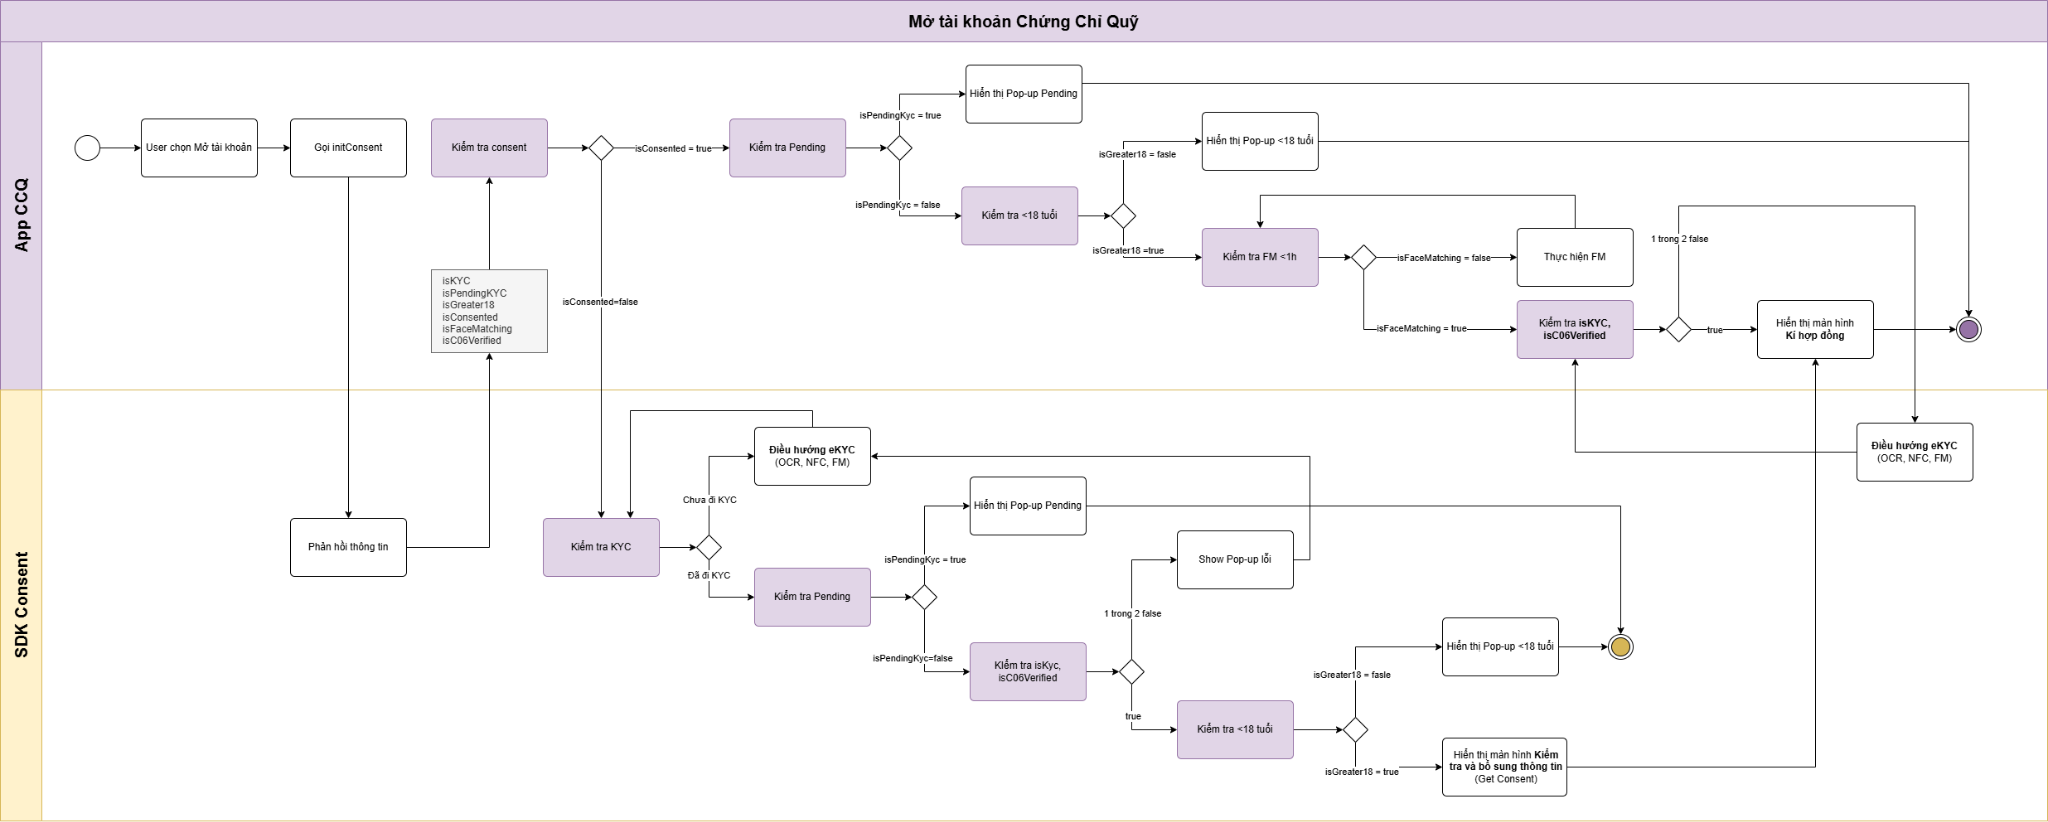 Mở tài khoản Chứng Chỉ Quỹ
App CCQ
User chọn Mở tài khoản
Gọi initConsent
Kiểm tra consent
isConsented = true
Kiểm tra Pending
isPendingKyc = true
Hiển thị Pop-up Pending
isPendingKyc = false
Kiểm tra <18 tuổi
isGreater18 = fasle
Hiển thị Pop-up <18 tuổi
isGreater18 =true
Kiểm tra FM <1h
isFaceMatching = false
Thực hiện FM
isFaceMatching = true
Kiểm tra isKYC,
isC06Verified
1 trong 2 false
true
Hiển thị màn hình
Kí hợp đồng
isKYC
isPendingKYC
isGreater18
isConsented
isFaceMatching
isC06Verified
isConsented=false
SDK Consent
Phản hồi thông tin
Kiểm tra KYC
Chưa đi KYC
Điều hướng eKYC
(OCR, NFC, FM)
Đã đi KYC
Kiểm tra Pending
isPendingKyc = true
Hiển thị Pop-up Pending
isPendingKyc=false
KIểm tra isKyc,
isC06Verified
1 trong 2 false
Show Pop-up lỗi
true
Kiểm tra <18 tuổi
isGreater18 = fasle
Hiển thị Pop-up <18 tuổi
isGreater18 = true
Hiển thị màn hình Kiểm
tra và bổ sung thông tin
(Get Consent)
Điều hướng eKYC
(OCR, NFC, FM)